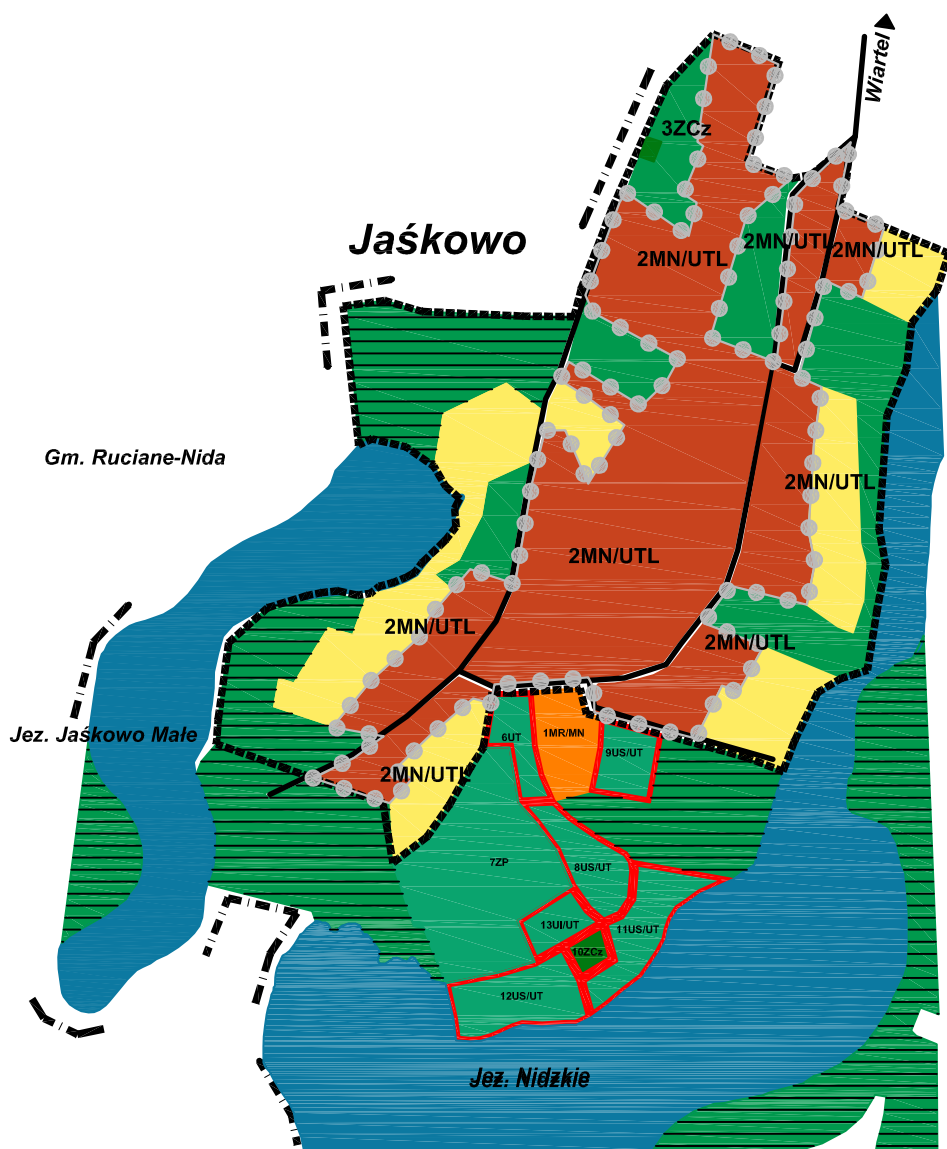 Wiartel
3ZCz
Jaśkowo
2MN/UTL
2MN/UTL
2MN/UTL
Gm. Ruciane-Nida
2MN/UTL
2MN/UTL
2MN/UTL
2MN/UTL
Jez. Jaśkowo Małe
6UT
1MR/MN
9US/UT
2MN/UTL
7ZP
8US/UT
13UI/UT
11US/UT
10ZCz
12US/UT
Jez. Nidzkie
Jez. Nidzkie